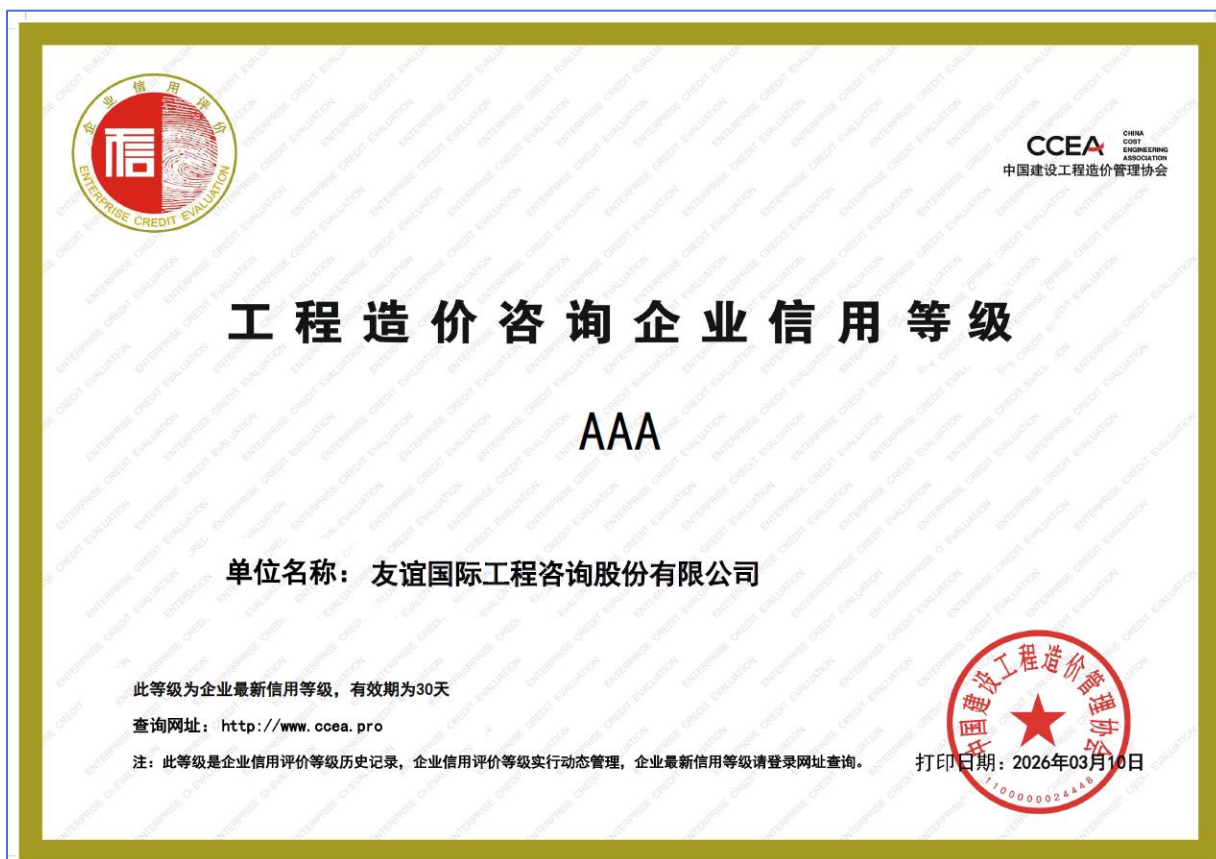 企业信用评价
信
ENTERPRISE CREDIT EVALUATION
CCEA
CHINA
COST
ENGINEERING
ASSOCIATION
中国建设工程造价管理协会
工程造价咨询企业信用等级
AAA
单位名称：友谊国际工程咨询股份有限公司
此等级为企业最新信用等级，有效期为30天
查询网址：http://www.ccea.pro
注：此等级是企业信用评价等级历史记录，企业信用评价等级实行动态管理，企业最新信用等级请登录网址查询。
中国建设工程造价管理协会
打印日期：2026年03月10日
1100000024448